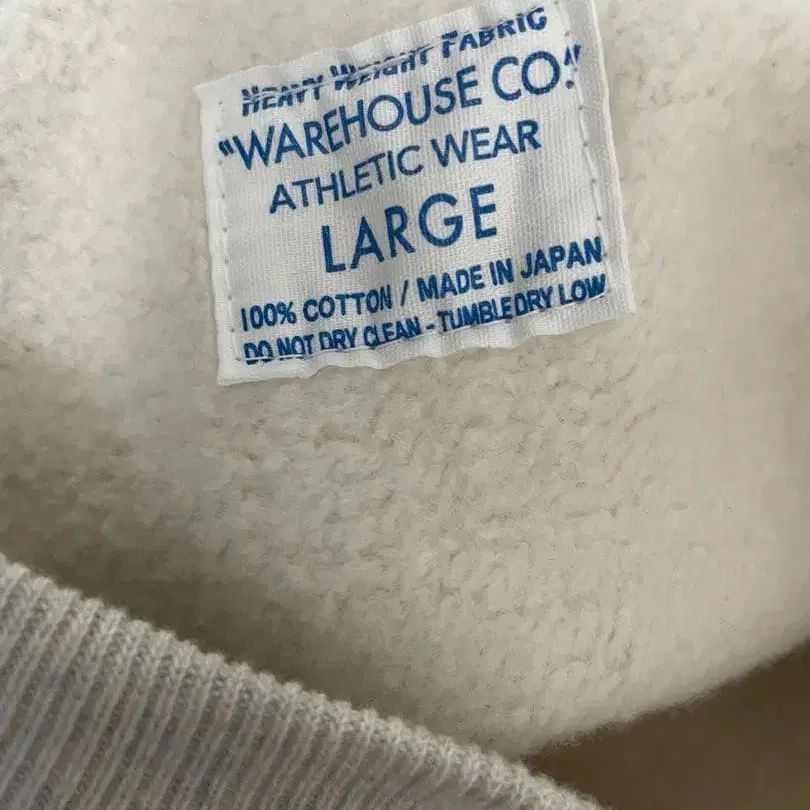 HEAVY WEIGHT FABRIC
"WAREHOUSE CO."
ATHLETIC WEAR
LARGE
100% COTTON / MADE IN JAPAN
DO NOT DRY CLEAN - TUMBLE DRY LOW